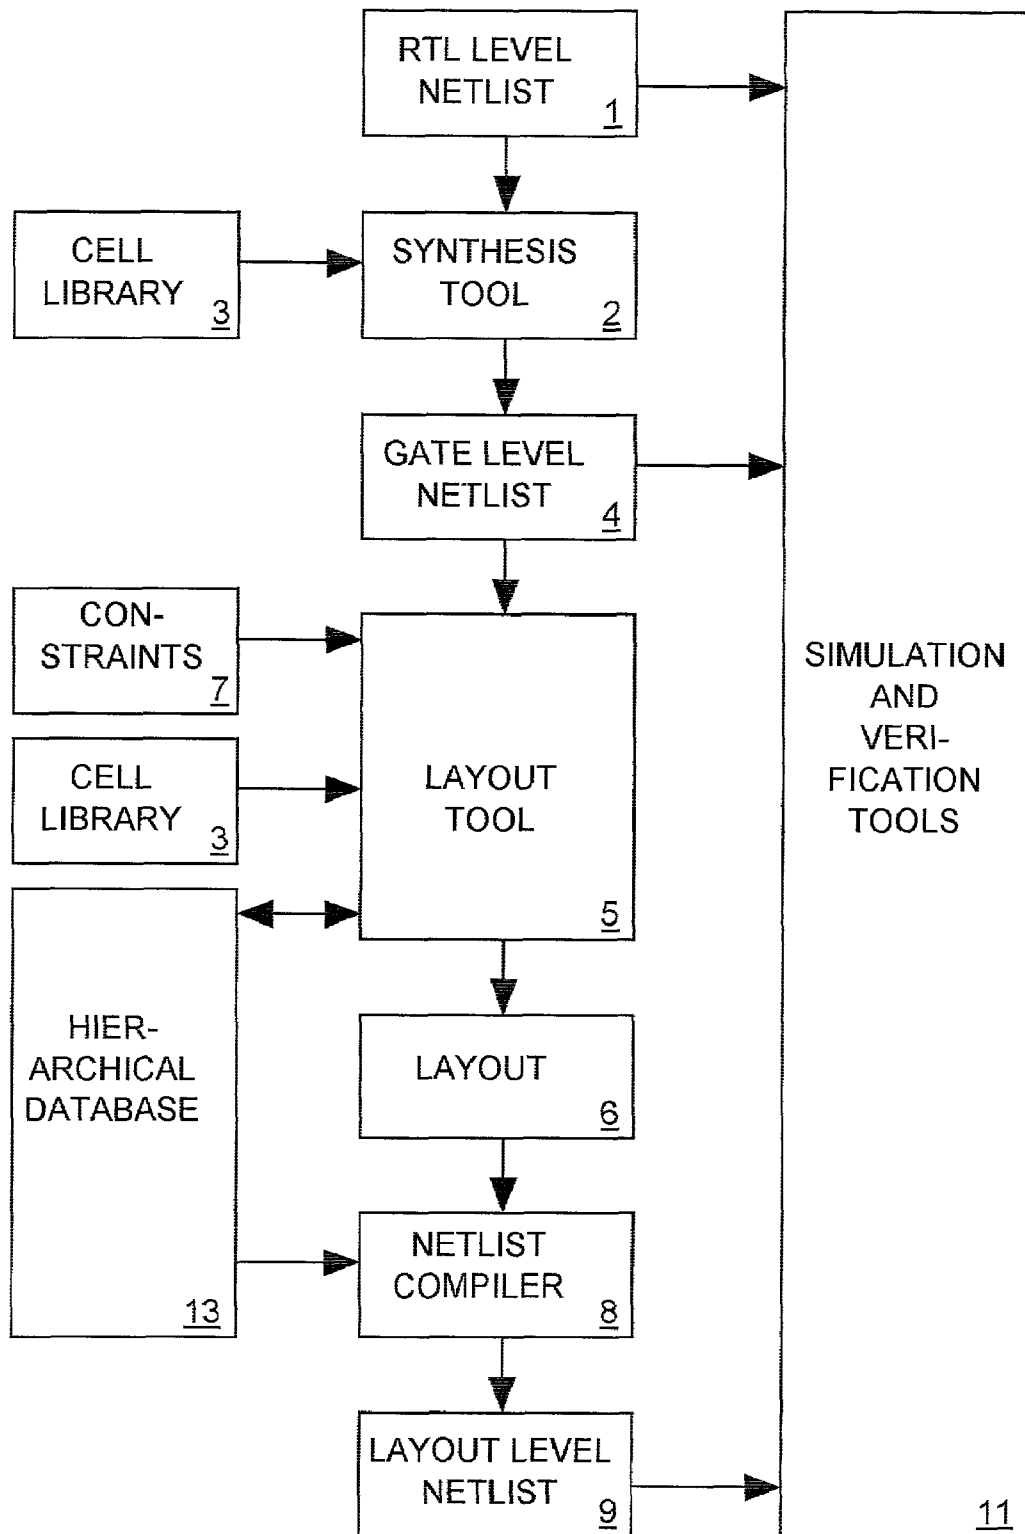 RTL LEVEL
NETLIST
1
CELL
LIBRARY
3
SYNTHESIS
TOOL
2
GATE LEVEL
NETLIST
4
CON-
STRAINTS
7
CELL
LIBRARY
3
LAYOUT
TOOL
5
SIMULATION
AND
VERI-
FICATION
TOOLS
11
HIER-
ARCHICAL
DATABASE
13
LAYOUT
6
NETLIST
COMPILER
8
LAYOUT LEVEL
NETLIST
9